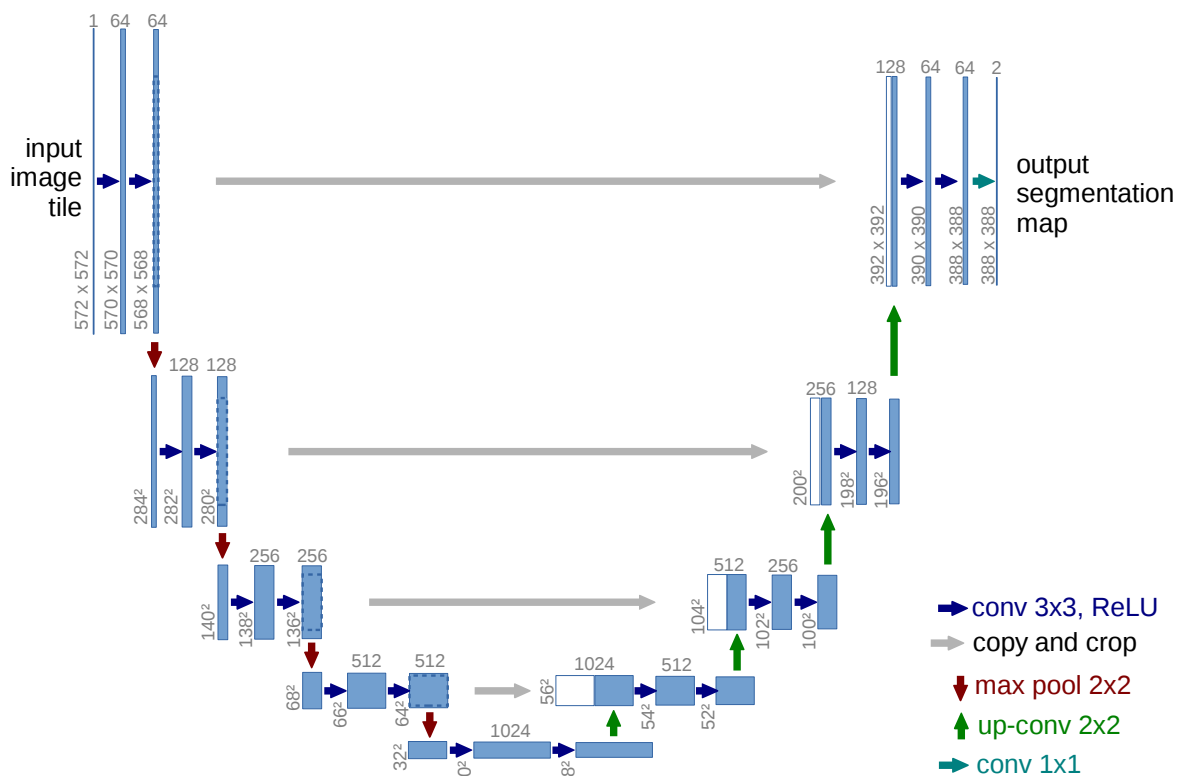 1 64 64
input
image
tile
572 x 572
570 x 570
568 x 568
128 64 64 2
output
segmentation
map
392 x 392
390 x 390
388 x 388
388 x 388
128 128
284²
282²
280²
256 128
200²
198²
196²
256 256
140²
138²
136²
512 256
104²
102²
100²
512 512
68²
66²
64²
1024 512
56²
54²
52²
1024
32²
conv 3x3, ReLU
copy and crop
max pool 2x2
up-conv 2x2
conv 1x1